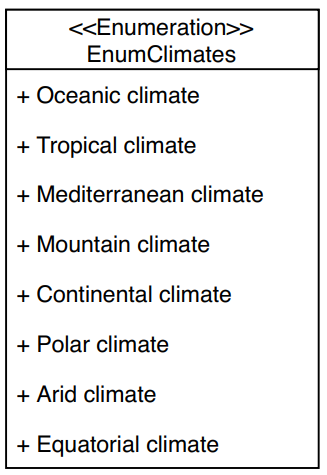 <<Enumeration>>
EnumClimates
+ Oceanic climate
+ Tropical climate
+ Mediterranean climate
+ Mountain climate
+ Continental climate
+ Polar climate
+ Arid climate
+ Equatorial climate